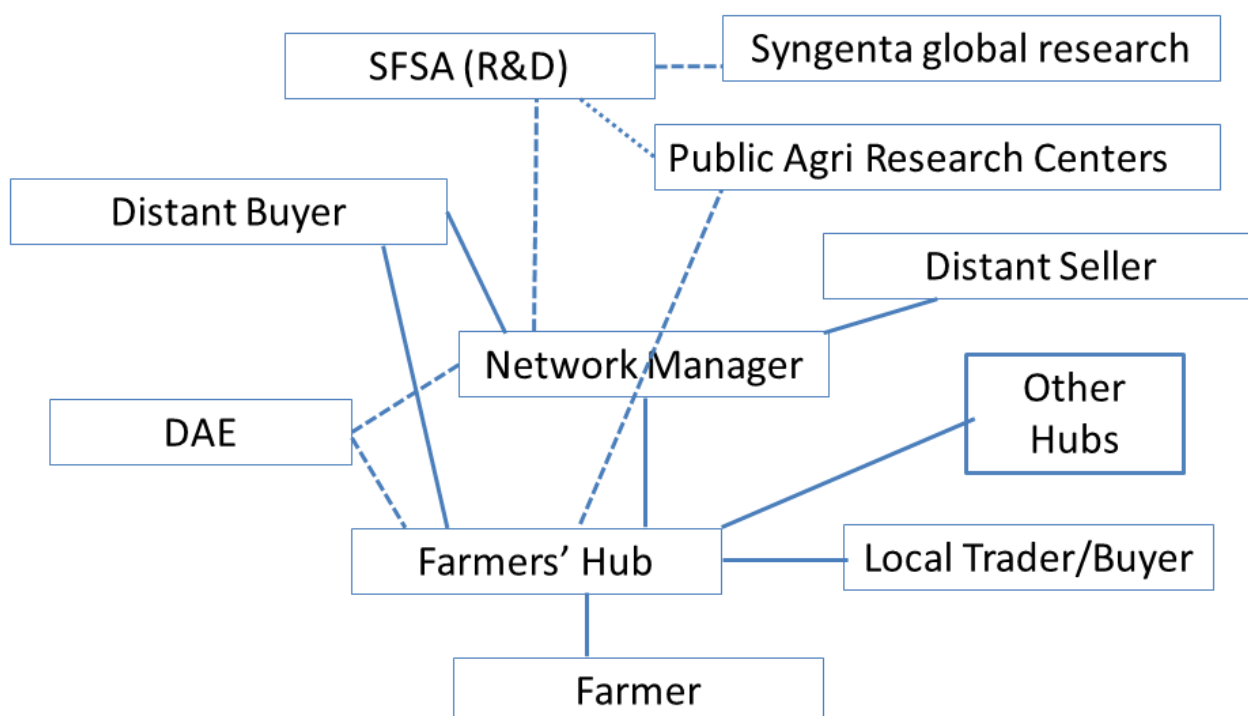 SFSA (R&D)
Syngenta global research
Public Agri Research Centers
Distant Buyer
Distant Seller
Network Manager
Other
Hubs
DAE
Farmers’ Hub
Local Trader/Buyer
Farmer